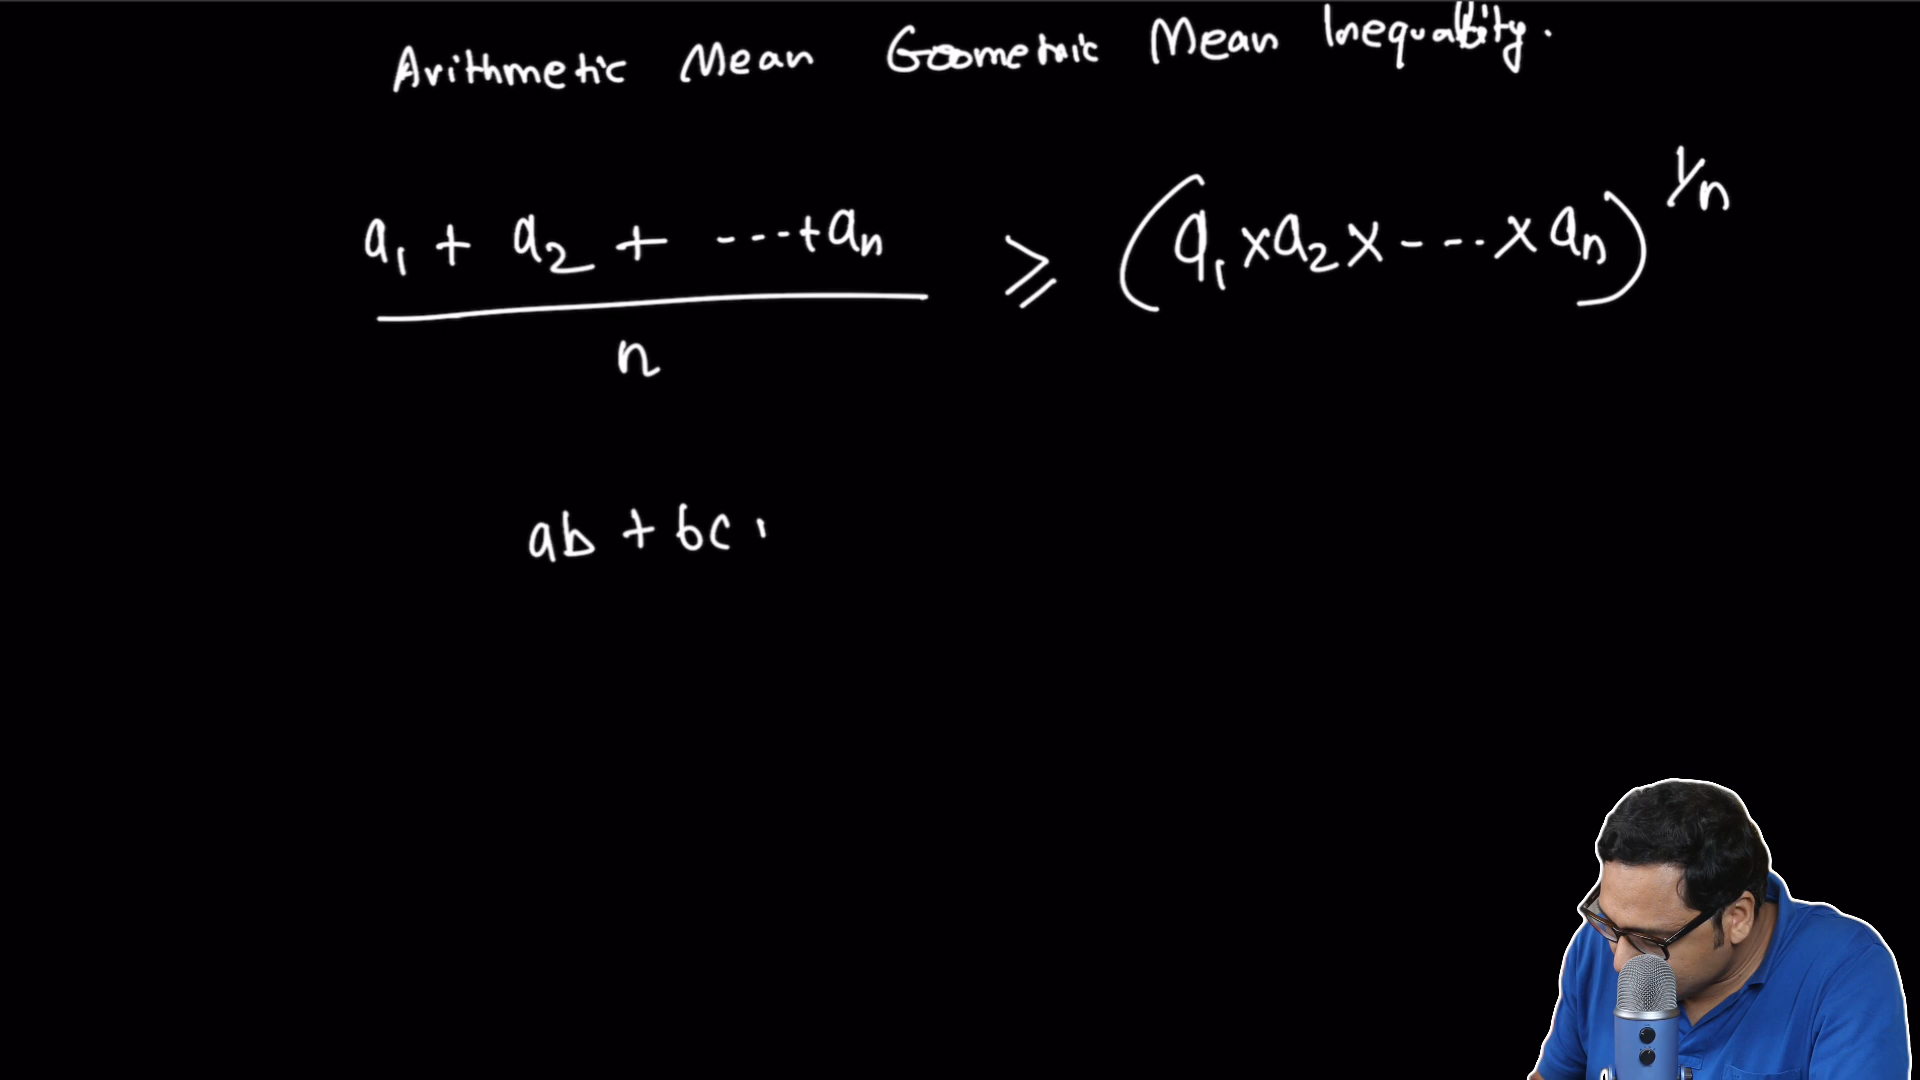 Arithmetic Mean Geometric Mean Inequality.
a₁ + a₂ + ---+aₙ / n ⩾ (a₁×a₂×----×aₙ)^1/n
ab + bc